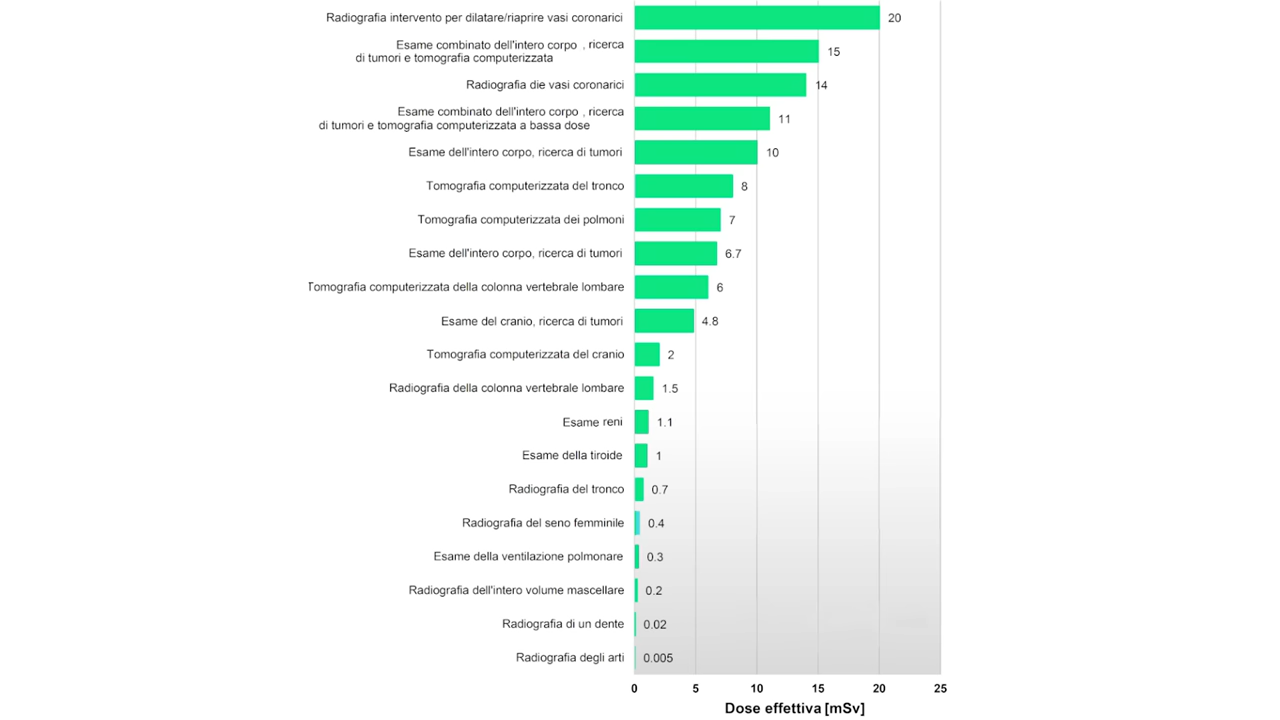 Radiografia intervento per dilatare/riaprire vasi coronarici 20
Esame combinato dell'intero corpo , ricerca
di tumori e tomografia computerizzata 15
Radiografia die vasi coronarici 14
Esame combinato dell'intero corpo , ricerca
di tumori e tomografia computerizzata a bassa dose 11
Esame dell'intero corpo, ricerca di tumori 10
Tomografia computerizzata del tronco 8
Tomografia computerizzata dei polmoni 7
Esame dell'intero corpo, ricerca di tumori 6.7
Tomografia computerizzata della colonna vertebrale lombare 6
Esame del cranio, ricerca di tumori 4.8
Tomografia computerizzata del cranio 2
Radiografia della colonna vertebrale lombare 1.5
Esame reni 1.1
Esame della tiroide 1
Radiografia del tronco 0.7
Radiografia del seno femminile 0.4
Esame della ventilazione polmonare 0.3
Radiografia dell'intero volume mascellare 0.2
Radiografia di un dente 0.02
Radiografia degli arti 0.005
0 5 10 15 20 25
Dose effettiva [mSv]